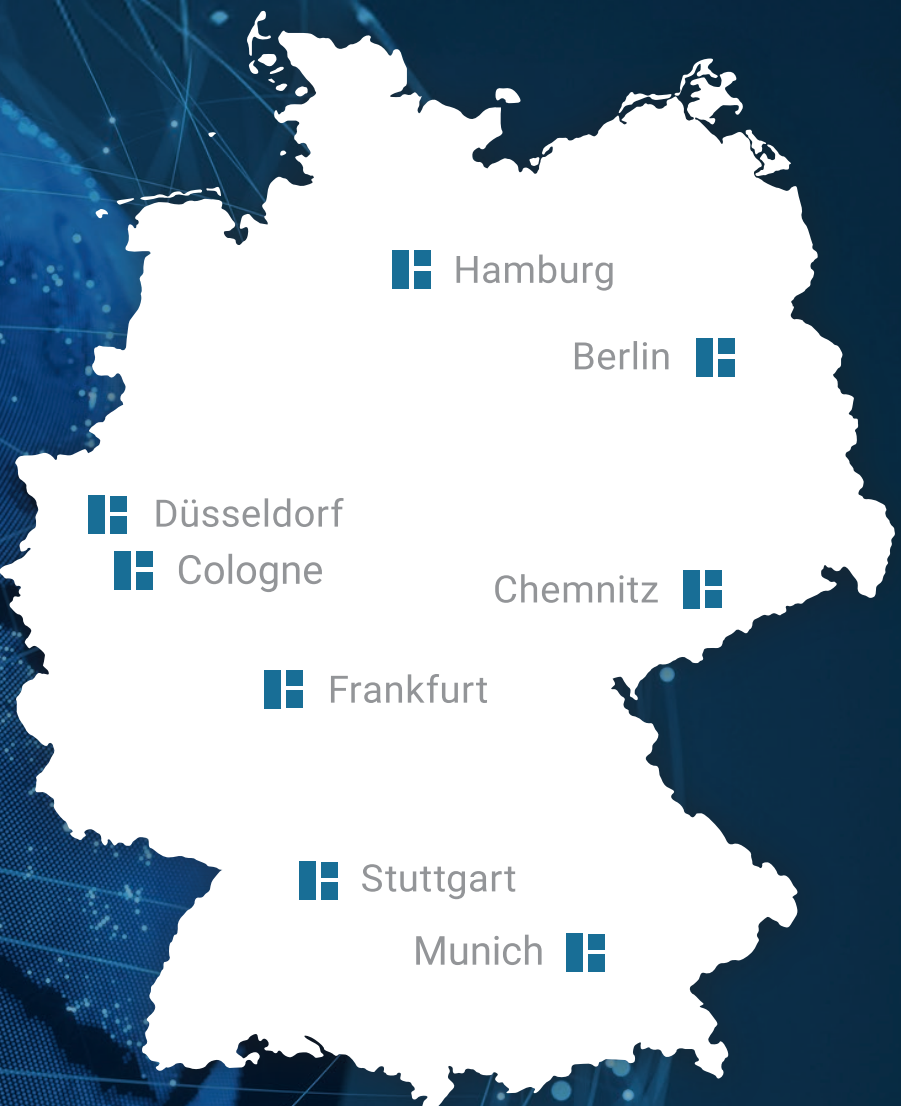 Hamburg
Berlin
Düsseldorf
Cologne
Chemnitz
Frankfurt
Stuttgart
Munich